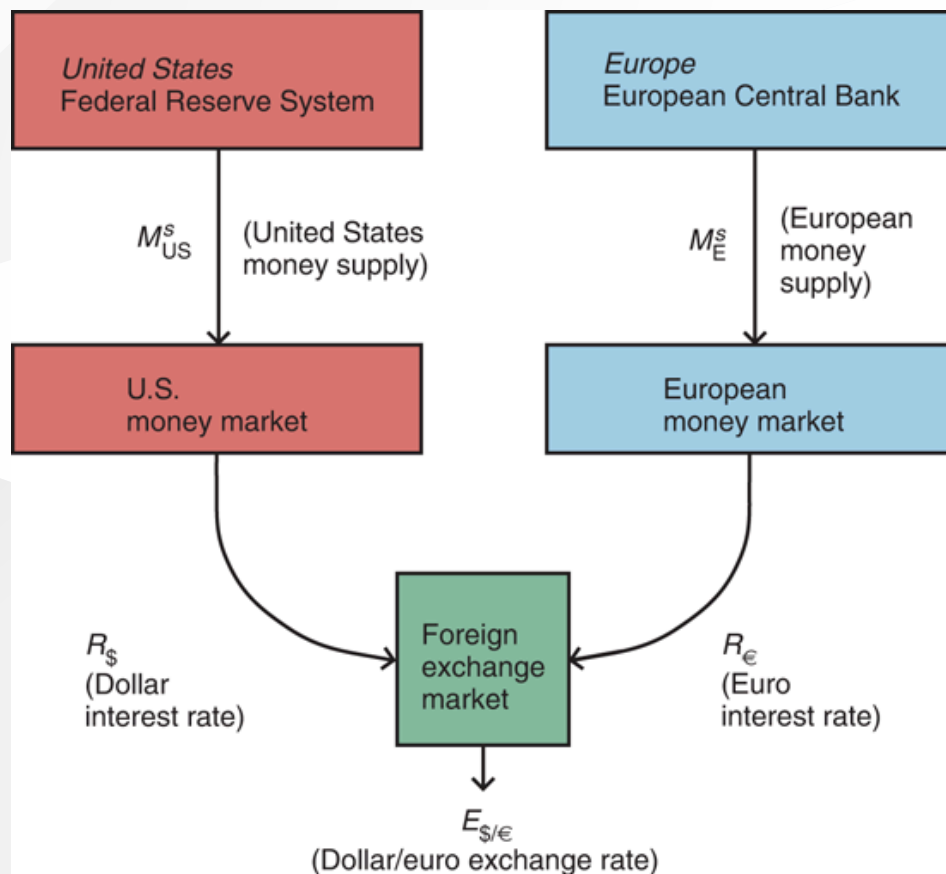 United States
Federal Reserve System
Europe
European Central Bank
M^s_US
(United States
money supply)
M^s_E
(European
money
supply)
U.S.
money market
European
money market
R_$
(Dollar
interest rate)
Foreign
exchange
market
R_€
(Euro
interest rate)
E_$/€
(Dollar/euro exchange rate)